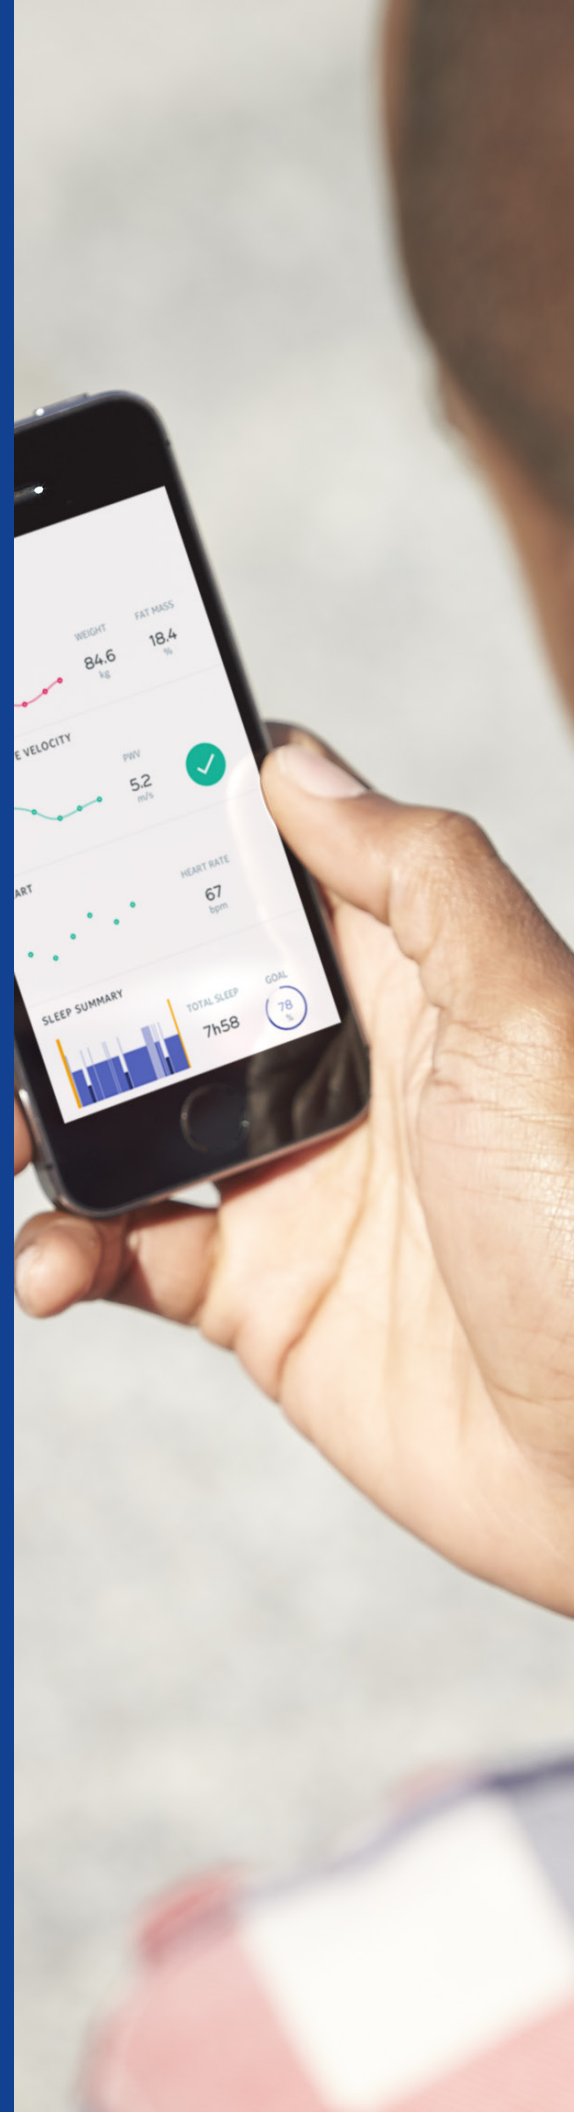 WEIGHT FAT MASS
84.6 18.4
kg %
E VELOCITY
PWV
5.2
m/s
ART
HEART RATE
67
bpm
SLEEP SUMMARY
TOTAL SLEEP GOAL
7h58 78
%